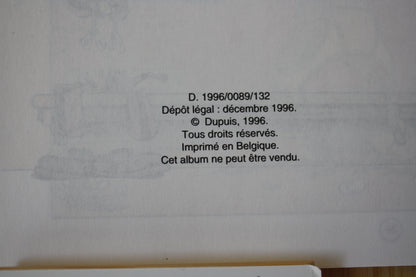 D. 1996/0089/132
Dépôt légal : décembre 1996.
© Dupuis, 1996.
Tous droits réservés.
Imprimé en Belgique.
Cet album ne peut être vendu.